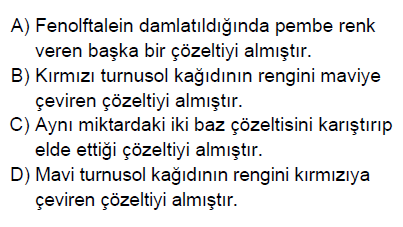 A) Fenolftalein damlatıldığında pembe renk
veren başka bir çözeltiyi almıştır.
B) Kırmızı turnusol kağıdının rengini maviye
çeviren çözeltiyi almıştır.
C) Aynı miktardaki iki baz çözeltisini karıştırıp
elde ettiği çözeltiyi almıştır.
D) Mavi turnusol kağıdının rengini kırmızıya
çeviren çözeltiyi almıştır.